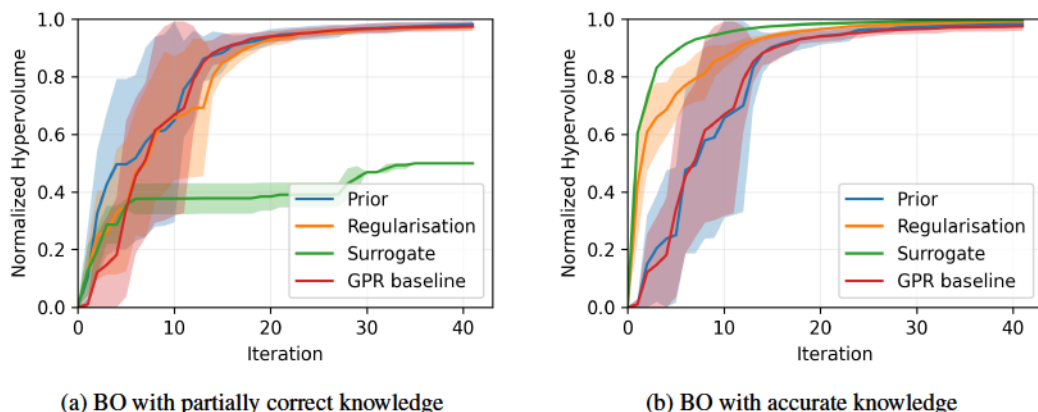 Normalized Hypervolume
1.0
0.8
0.6
0.4
0.2
0.0
0 10 20 30 40
Iteration
Prior
Regularisation
Surrogate
GPR baseline
(a) BO with partially correct knowledge
Normalized Hypervolume
1.0
0.8
0.6
0.4
0.2
0.0
0 10 20 30 40
Iteration
Prior
Regularisation
Surrogate
GPR baseline
(b) BO with accurate knowledge